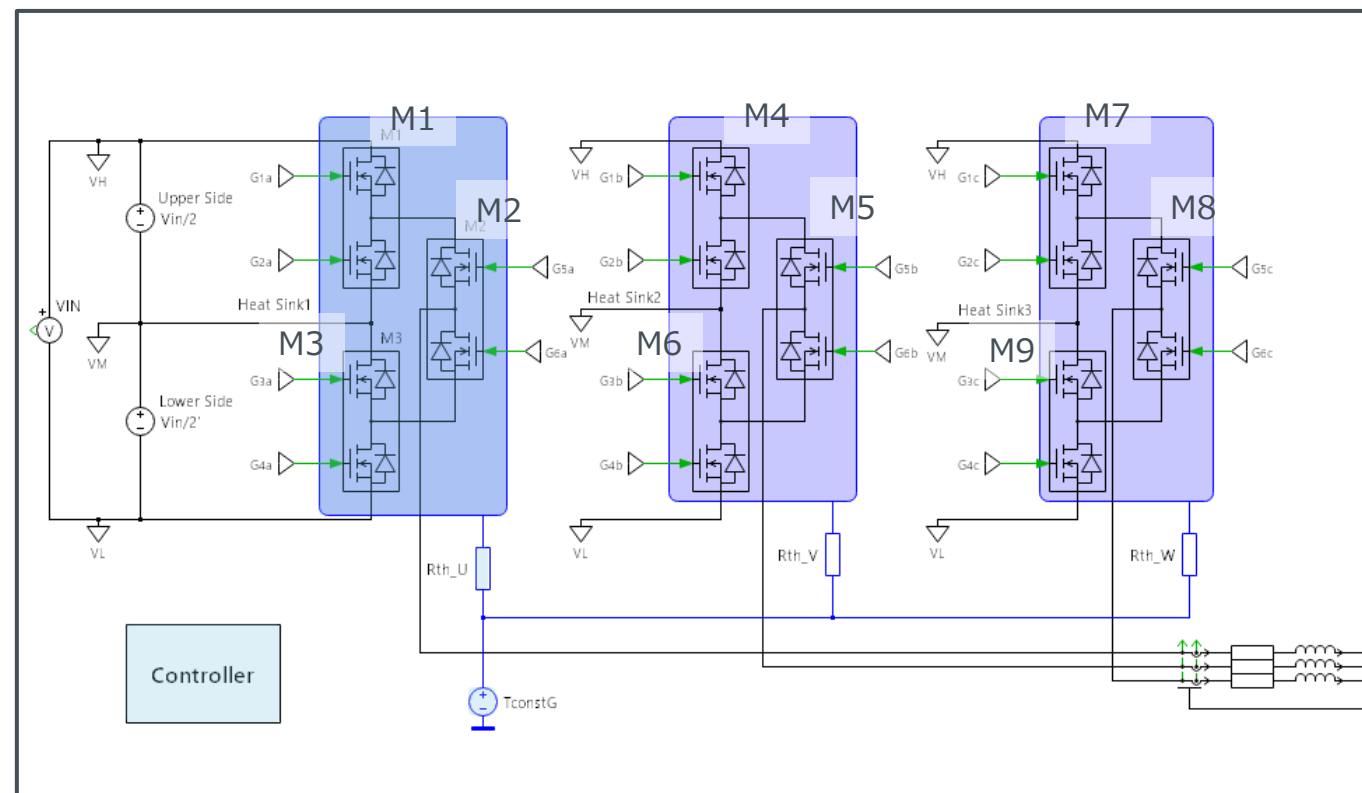 M1
M4
M7
M1
VH
G1a
VH
G1b
VH
G1c
Upper Side
Vin/2
M2
M5
M8
M2
G2a
G5a
G2b
G5b
G2c
G5c
VIN
+
V
Heat Sink1
Heat Sink2
Heat Sink3
VM
VM
VM
M3
M3
G6a
M6
G6b
M9
G6c
G3a
G3b
G3c
Lower Side
Vin/2'
G4a
G4b
G4c
VL
VL
VL
Rth_U
Rth_V
Rth_W
Controller
TconstG